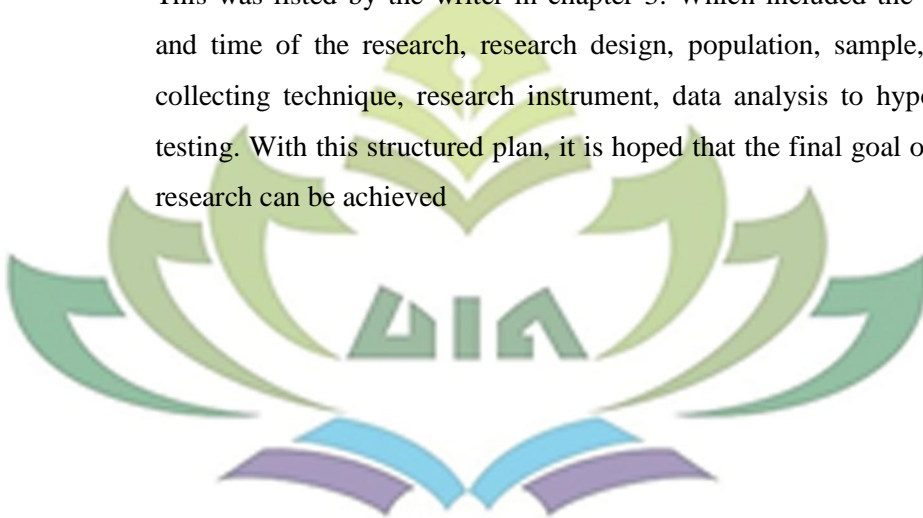 This was listed by the writer in chapter 3. Which included the
and time of the research, research design, population, sample,
collecting technique, research instrument, data analysis to hypo
testing. With this structured plan, it is hoped that the final goal o
research can be achieved
UIN